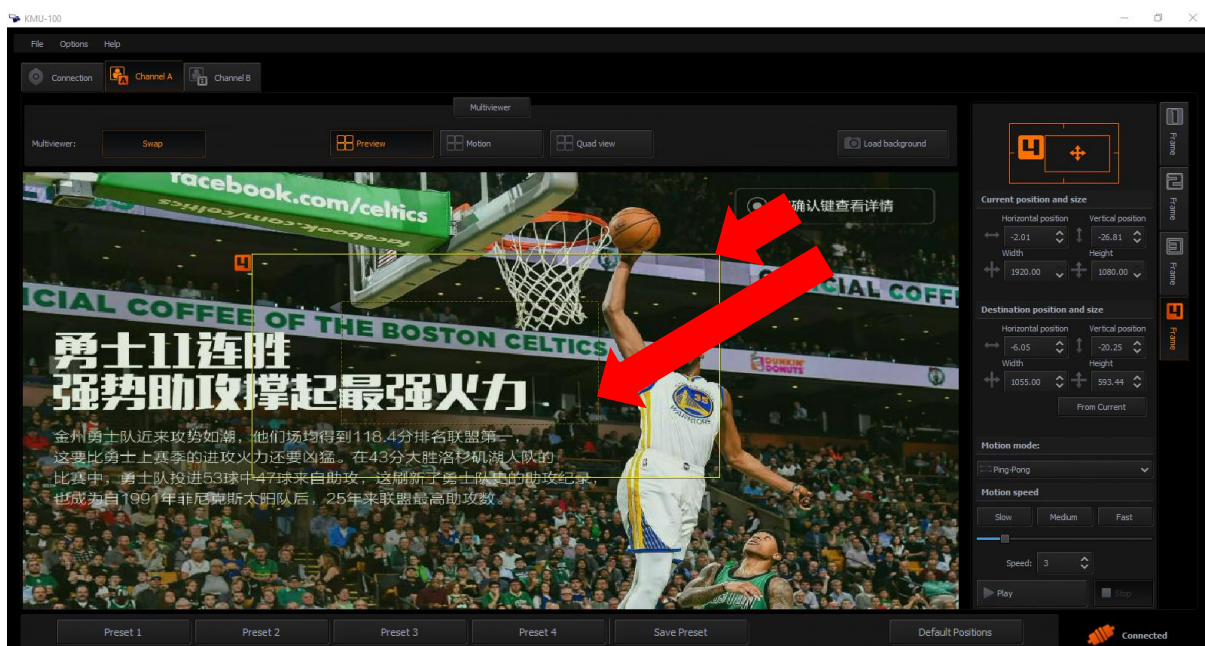 KMU-100
File Options Help
Connection Channel A Channel B
Multiviewer
Multiviewer: Swap Preview Motion Quad view Load background
facebook.com/celtics
确认键查看详情
ICIAL COFFEE OF THE BOSTON CELTICS
CIAL COFFE
DUNKIN'
DONUTS
勇士11连胜
强势助攻撑起最强火力
WARRIORS
35
金州勇士队近来攻势如潮，他们场均得到118.4分排名联盟第一，
这要比勇士上赛季的进攻火力还要凶猛。在43分大胜洛杉矶湖人队的
比赛中，勇士队投进53球中47球来自助攻，这刷新了勇士队史的助攻纪录，
也成为自1991年菲尼克斯太阳队后，25年来联盟最高助攻数。
4
4
Current position and size
Horizontal position Vertical position
-2.01 -26.81
Width Height
1920.00 1080.00
Destination position and size
Horizontal position Vertical position
-6.05 -20.25
Width Height
1055.00 593.44
From Current
Motion mode:
Ping-Pong
Motion speed
Slow Medium Fast
Speed: 3
Play Stop
1 Frame
2 Frame
3 Frame
4 Frame
Preset 1 Preset 2 Preset 3 Preset 4 Save Preset Default Positions Connected